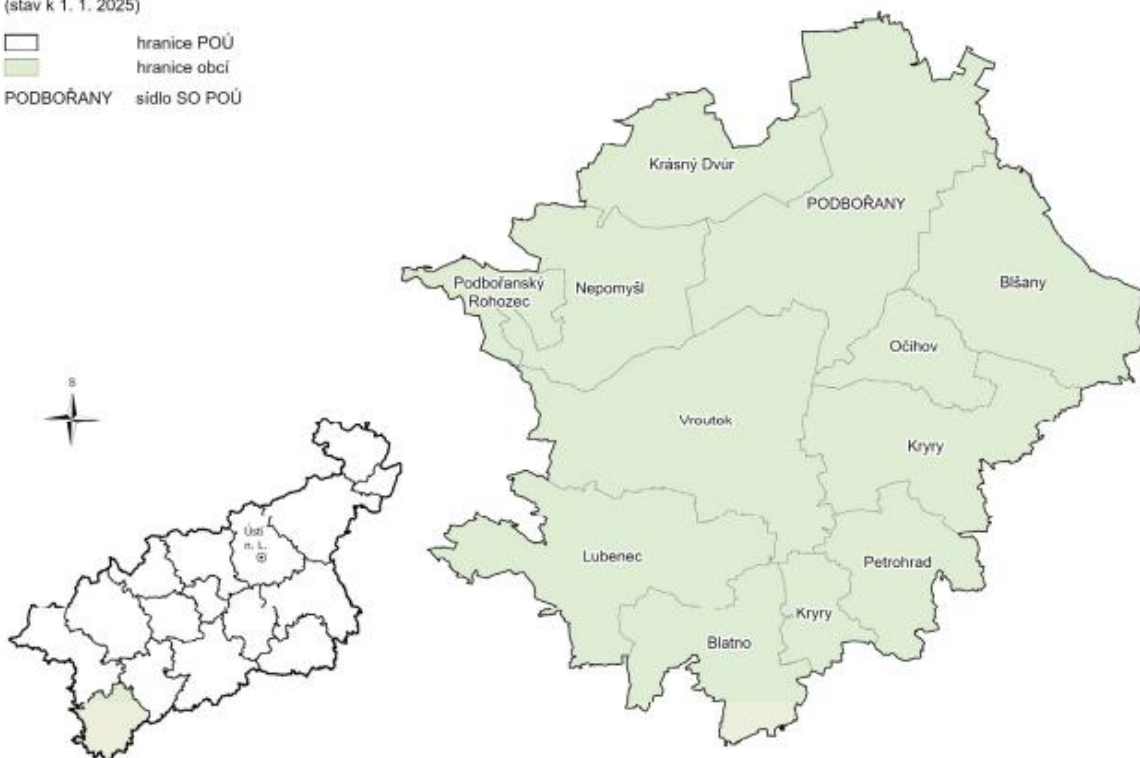 (stav k 1. 1. 2025)
hranice POÚ
hranice obcí
PODBOŘANY sídlo SO POÚ
Krásný Dvůr
PODBOŘANY
Podbořanský
Rohozec
Nepomyšl
Blšany
Očihov
Vroutek
Kryry
Lubenec
Petrohrad
Kryry
Blatno
S
Ústí
n. L.